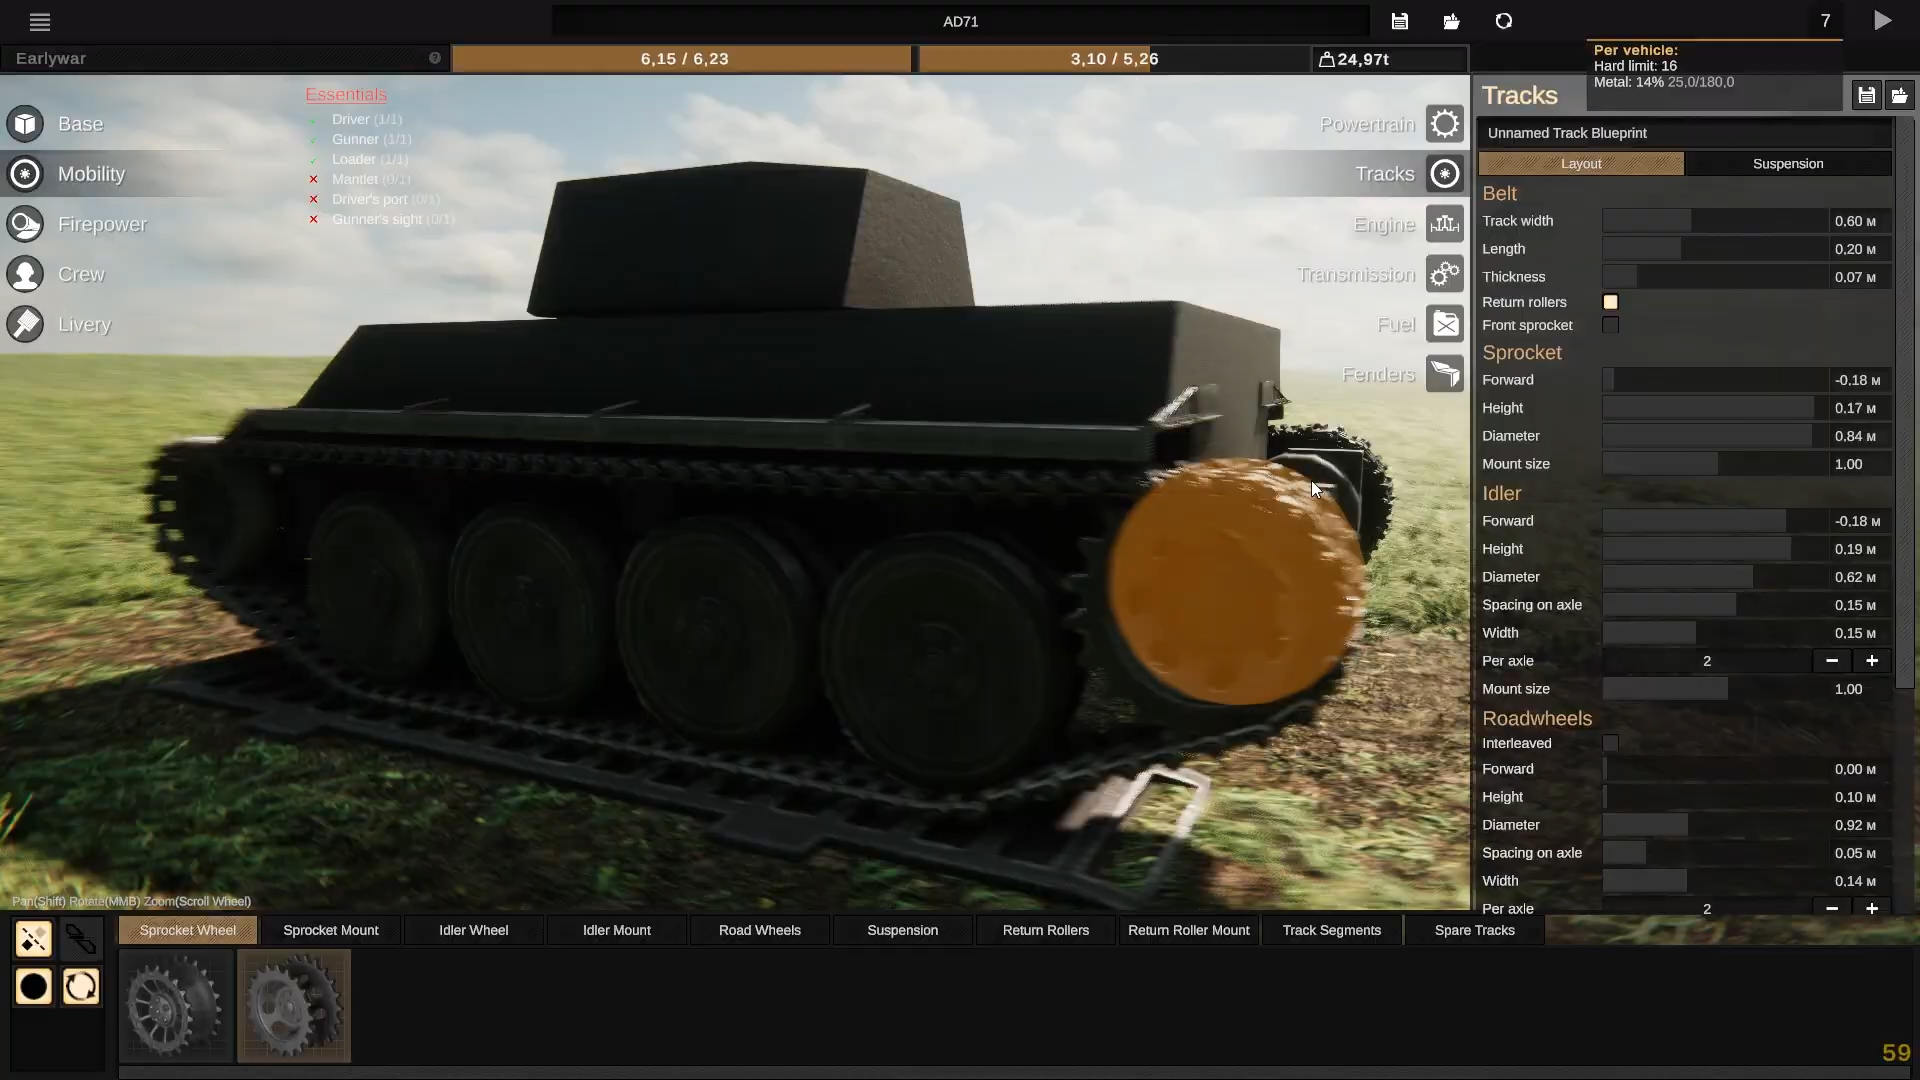 AD71
7
Earlywar
?
6,15 / 6,23
3,10 / 5,26
24,97t
Per vehicle:
Hard limit: 16
Metal: 14% 25,0/180,0
Base
Mobility
Firepower
Crew
Livery
Essentials
Driver (1/1)
Gunner (1/1)
Loader (1/1)
Mantlet (0/1)
Driver's port (0/1)
Gunner's sight (0/1)
Powertrain
Tracks
Engine
Transmission
Fuel
Fenders
Tracks
Unnamed Track Blueprint
Layout
Suspension
Belt
Track width 0,60 м
Length 0,20 м
Thickness 0,07 м
Return rollers
Front sprocket
Sprocket
Forward -0,18 м
Height 0,17 м
Diameter 0,84 м
Mount size 1,00
Idler
Forward -0,18 м
Height 0,19 м
Diameter 0,62 м
Spacing on axle 0,15 м
Width 0,15 м
Per axle 2 − +
Mount size 1,00
Roadwheels
Interleaved
Forward 0,00 м
Height 0,10 м
Diameter 0,92 м
Spacing on axle 0,05 м
Width 0,14 м
Per axle 2 − +
Pan(Shift) Rotate(MMB) Zoom(Scroll Wheel)
Sprocket Wheel
Sprocket Mount
Idler Wheel
Idler Mount
Road Wheels
Suspension
Return Rollers
Return Roller Mount
Track Segments
Spare Tracks
59